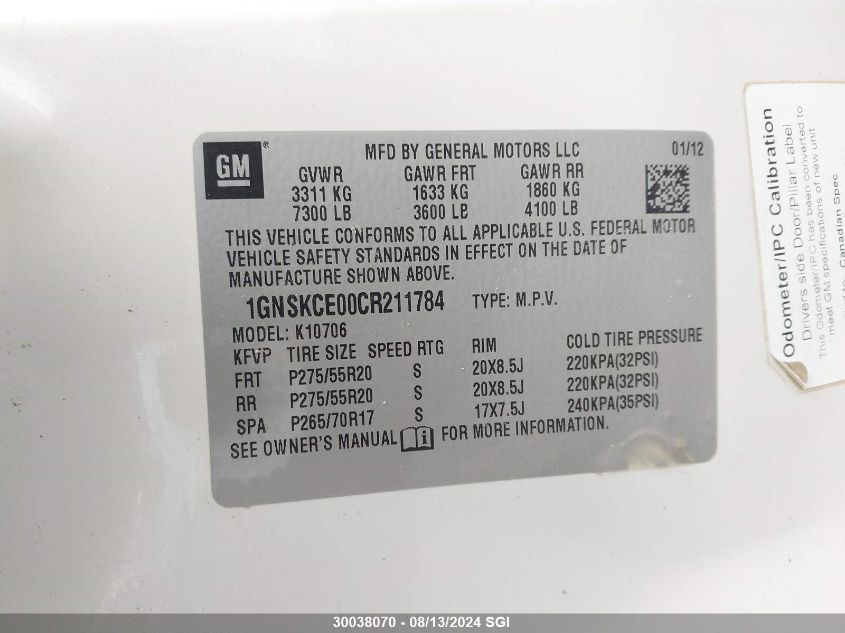 GM®
MFD BY GENERAL MOTORS LLC 01/12
GVWR GAWR FRT GAWR RR
3311 KG 1633 KG 1860 KG
7300 LB 3600 LB 4100 LB
THIS VEHICLE CONFORMS TO ALL APPLICABLE U.S. FEDERAL MOTOR
VEHICLE SAFETY STANDARDS IN EFFECT ON THE DATE OF
MANUFACTURE SHOWN ABOVE.
1GNSKCE00CR211784 TYPE: M.P.V.
MODEL: K10706
KFVP TIRE SIZE SPEED RTG RIM COLD TIRE PRESSURE
FRT P275/55R20 S 20X8.5J 220KPA(32PSI)
RR P275/55R20 S 20X8.5J 220KPA(32PSI)
SPA P265/70R17 S 17X7.5J 240KPA(35PSI)
SEE OWNER'S MANUAL FOR MORE INFORMATION.
Odometer/IPC Calibration
Drivers side Door/Pillar Label
This Odometer/IPC has been converted to
meet GM specifications of new unit
Canadian Spec
30038070 - 08/13/2024 SGI